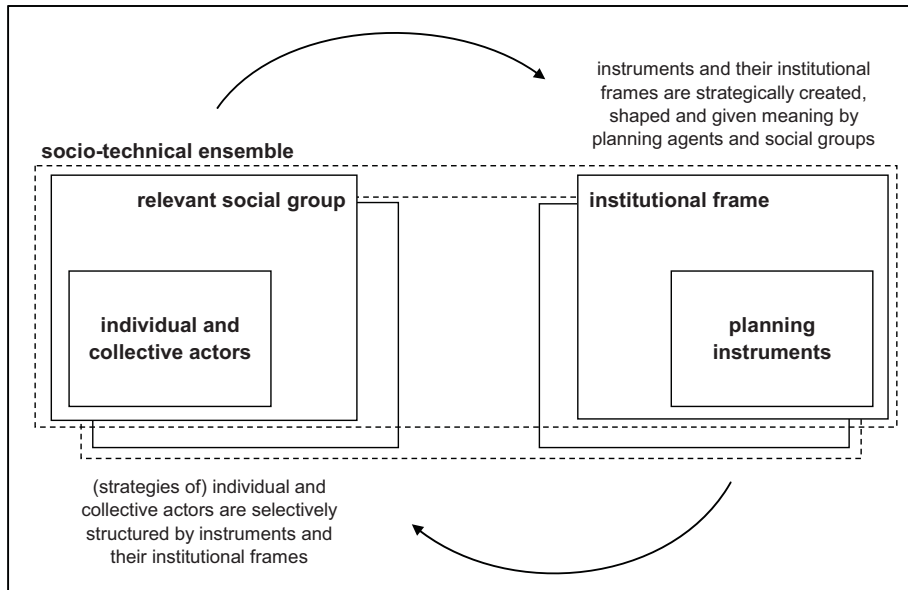 instruments and their institutional
frames are strategically created,
shaped and given meaning by
planning agents and social groups
socio-technical ensemble
relevant social group
institutional frame
individual and
collective actors
planning
instruments
(strategies of) individual and
collective actors are selectively
structured by instruments and
their institutional frames